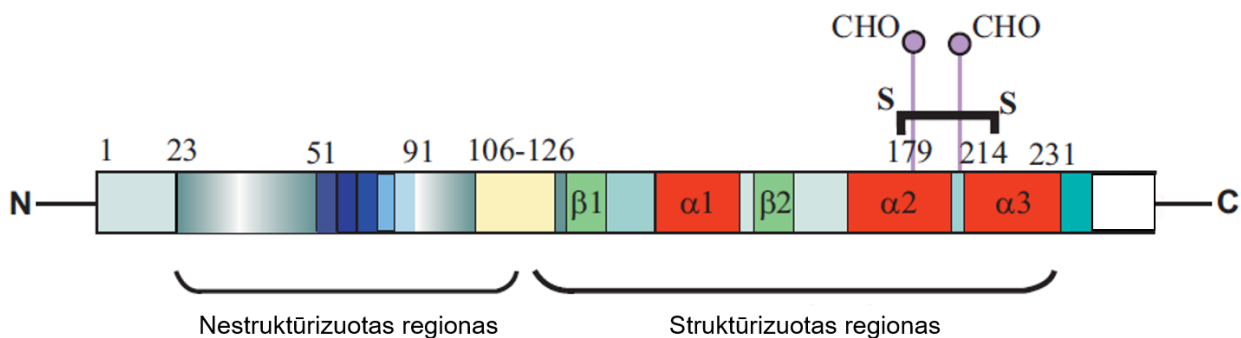 CHO CHO
S S
1 23 51 91 106-126 179 214 231
N β1 α1 β2 α2 α3 C
Nestruktūrizuotas regionas Struktūrizuotas regionas